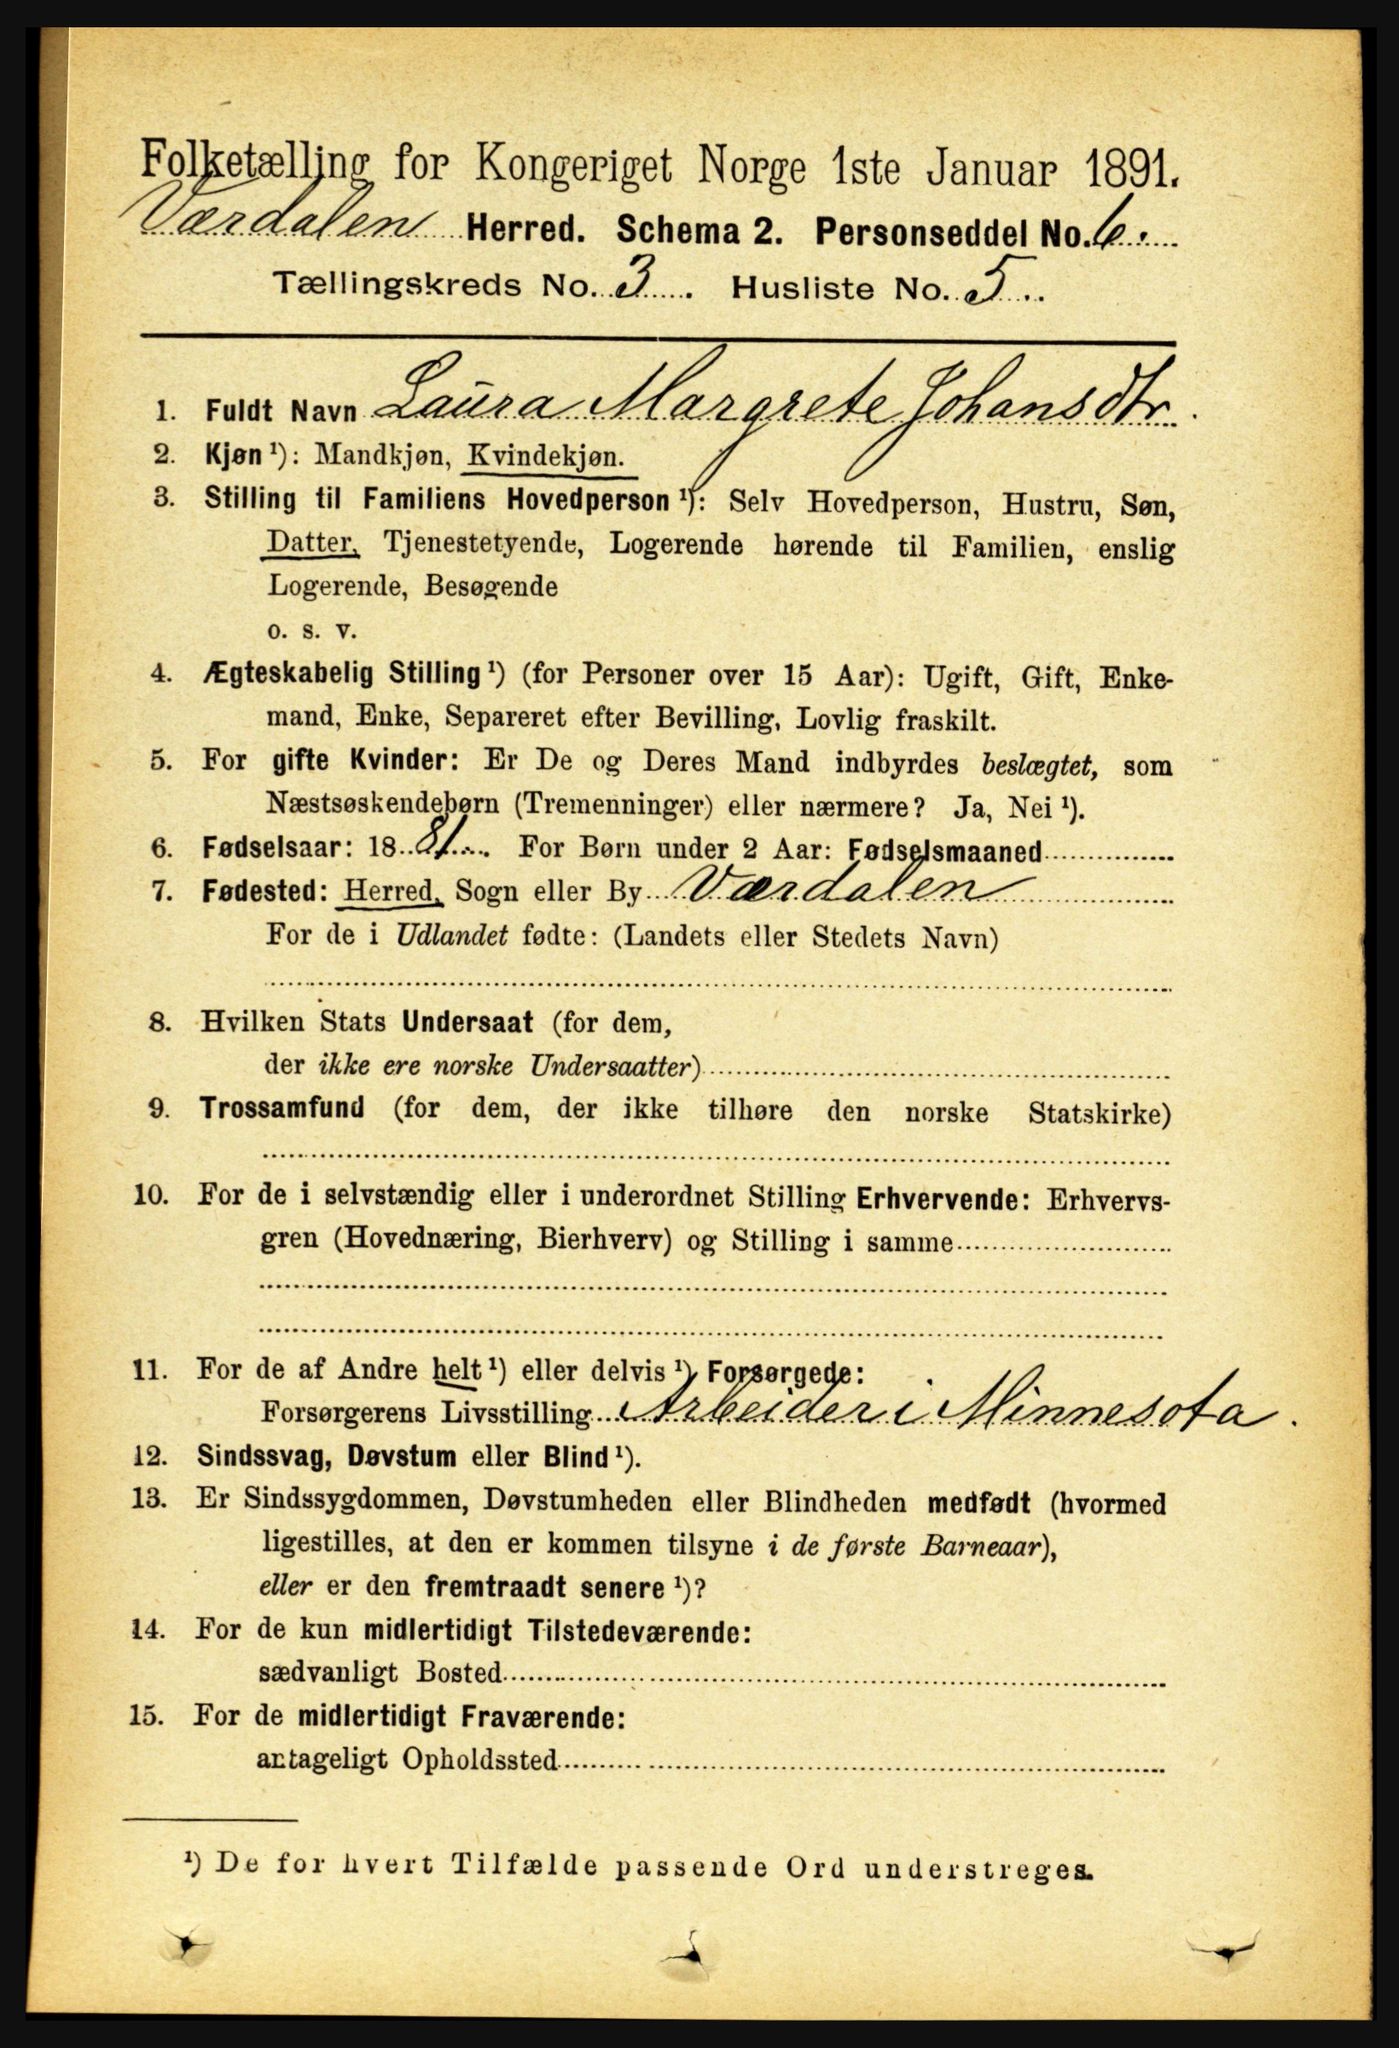 Folketælling for Kongeriget Norge 1ste Januar 1891.
Værdalen Herred. Schema 2. Personseddel No. 6.
Tællingskreds No. 3. Husliste No. 5.
1. Fuldt Navn Laura Margrete Johansdtr.
2. Kjøn ¹): Mandkjøn, Kvindekjøn.
3. Stilling til Familiens Hovedperson ¹): Selv Hovedperson, Hustru, Søn,
Datter, Tjenestetyende, Logerende hørende til Familien, enslig
Logerende, Besøgende
o. s. v.
4. Ægteskabelig Stilling ¹) (for Personer over 15 Aar): Ugift, Gift, Enke-
mand, Enke, Separeret efter Bevilling, Lovlig fraskilt.
5. For gifte Kvinder: Er De og Deres Mand indbyrdes beslægtet, som
Næstsøskendebørn (Tremenninger) eller nærmere? Ja, Nei ¹).
6. Fødselsaar: 1881. For Børn under 2 Aar: Fødselsmaaned
7. Fødested: Herred, Sogn eller By Værdalen
For de i Udlandet fødte: (Landets eller Stedets Navn)
8. Hvilken Stats Undersaat (for dem,
der ikke ere norske Undersaatter)
9. Trossamfund (for dem, der ikke tilhøre den norske Statskirke)
10. For de i selvstændig eller i underordnet Stilling Erhvervende: Erhvervs-
gren (Hovednæring, Bierhverv) og Stilling i samme
11. For de af Andre helt ¹) eller delvis ¹) Forsørgede:
Forsørgerens Livsstilling Arbeider i Minnesota.
12. Sindssvag, Døvstum eller Blind ¹).
13. Er Sindssygdommen, Døvstumheden eller Blindheden medfødt (hvormed
ligestilles, at den er kommen tilsyne i de første Barneaar),
eller er den fremtraadt senere ¹)?
14. For de kun midlertidigt Tilstedeværende:
sædvanligt Bosted
15. For de midlertidigt Fraværende:
antageligt Opholdssted
¹) De for hvert Tilfælde passende Ord understreges.